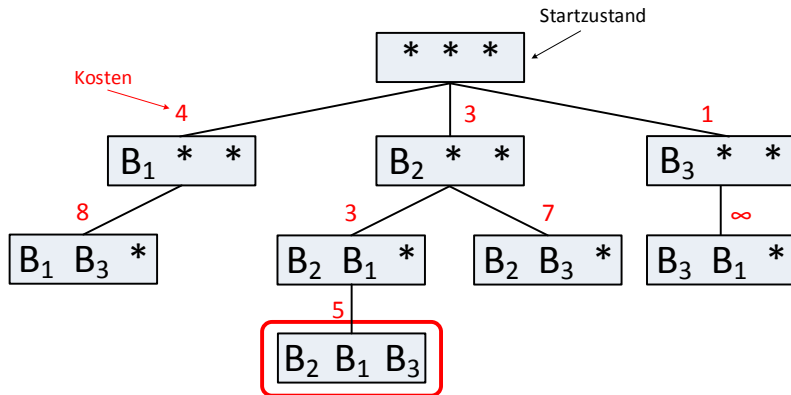 Startzustand
* * *
Kosten
4
3
1
B₁ * *
B₂ * *
B₃ * *
8
3
7
∞
B₁ B₃ *
B₂ B₁ *
B₂ B₃ *
B₃ B₁ *
5
B₂ B₁ B₃